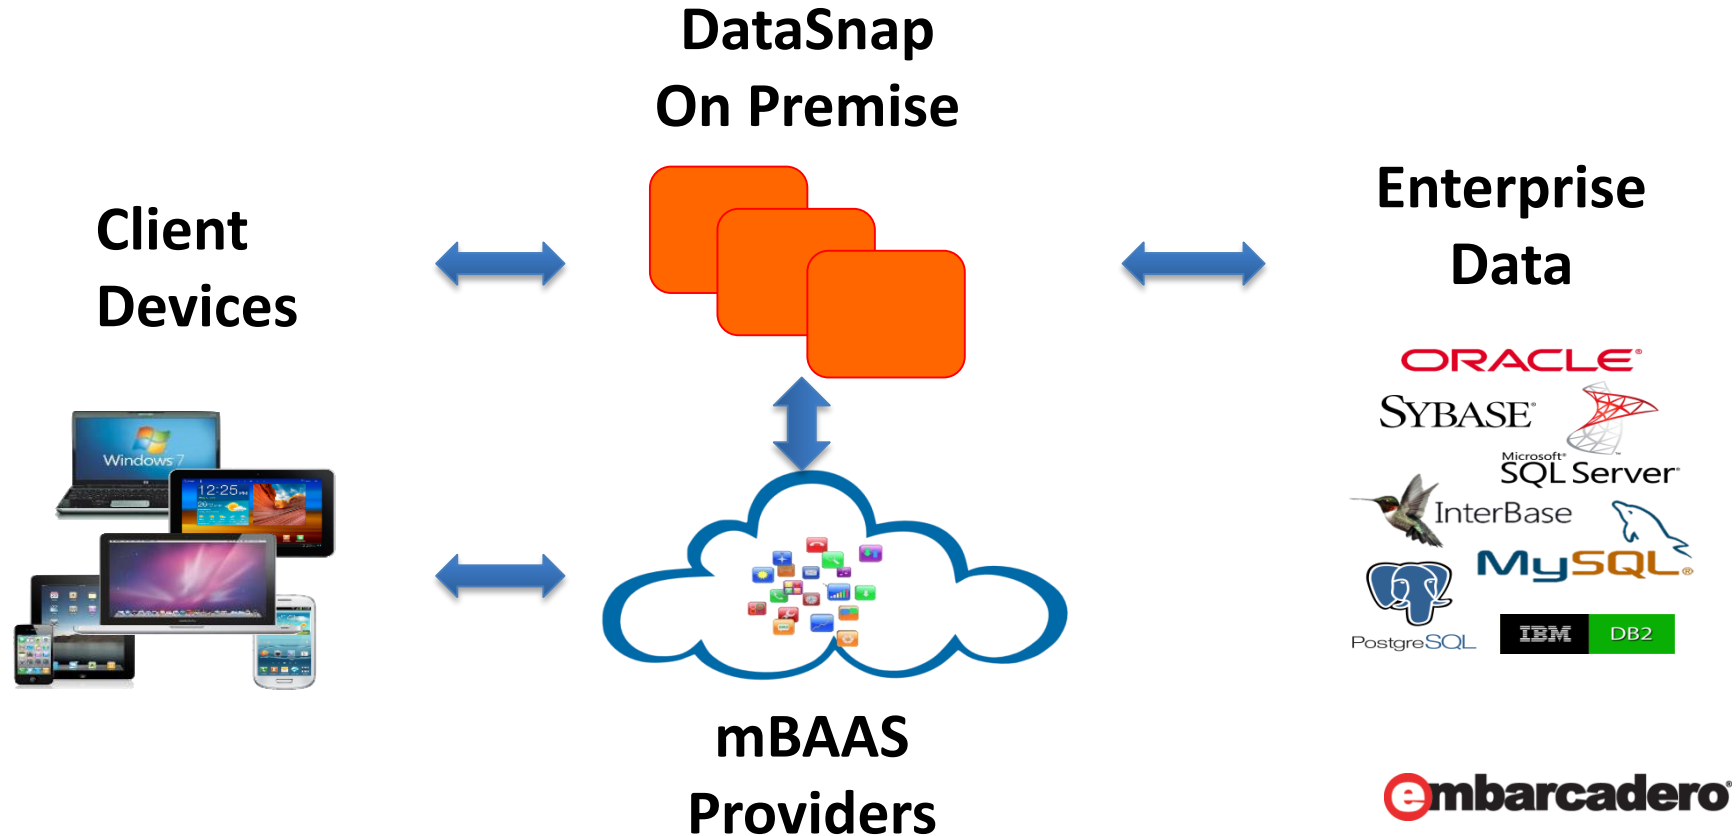 DataSnap
On Premise
Client
Devices
Enterprise
Data
ORACLE®
SYBASE®
Microsoft®
SQL Server®
InterBase
MySQL®
PostgreSQL
IBM DB2
Windows 7
12:25 PM
mBAAS
Providers
embarcadero®